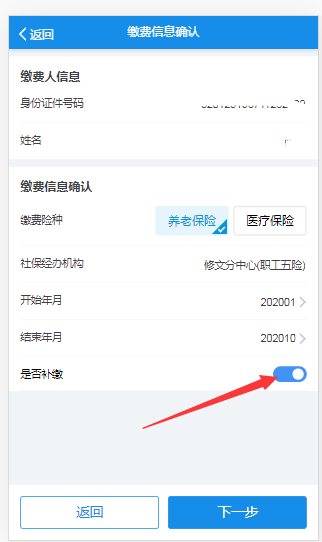 返回
缴费信息确认
缴费人信息
身份证件号码
姓名
缴费信息确认
缴费险种
养老保险
医疗保险
社保经办机构
修文分中心(职工五险)
开始年月
202001
结束年月
202010
是否补缴
返回
下一步